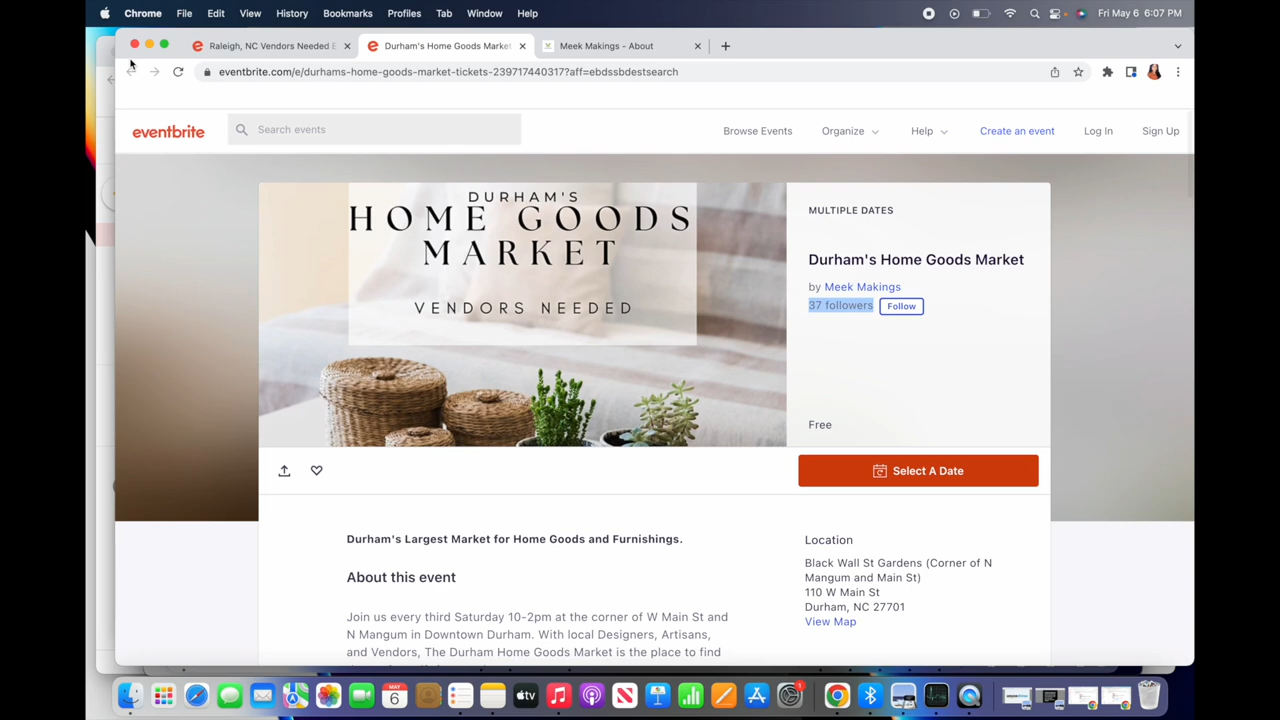 Chrome File Edit View History Bookmarks Profiles Tab Window Help Fri May 6 6:07 PM
Raleigh, NC Vendors Needed E
Durham's Home Goods Market
Meek Makings - About
eventbrite.com/e/durhams-home-goods-market-tickets-239717440317?aff=ebdssbdestsearch
eventbrite Search events Browse Events Organize Help Create an event Log In Sign Up
DURHAM'S
HOME GOODS
MARKET
VENDORS NEEDED
MULTIPLE DATES
Durham's Home Goods Market
by Meek Makings
37 followers Follow
Free
Select A Date
Durham's Largest Market for Home Goods and Furnishings.
About this event
Join us every third Saturday 10-2pm at the corner of W Main St and
N Mangum in Downtown Durham. With local Designers, Artisans,
and Vendors, The Durham Home Goods Market is the place to find
Location
Black Wall St Gardens (Corner of N
Mangum and Main St)
110 W Main St
Durham, NC 27701
View Map
MAY
6
tv
1